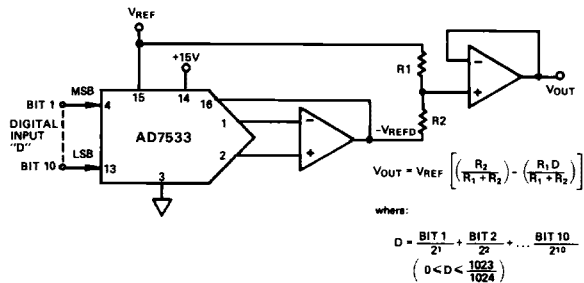 VREF
+15V
BIT 1
MSB
4
15
14
16
DIGITAL
INPUT
"D"
AD7533
1
2
BIT 10
LSB
13
3
−
+
-VREFD
R1
R2
−
+
VOUT
VOUT = VREF [(R2 / R1 + R2) - (R1 D / R1 + R2)]
where:
D = BIT 1 / 2^1 + BIT 2 / 2^2 + ... BIT 10 / 2^10
(0 ≤ D ≤ 1023 / 1024)